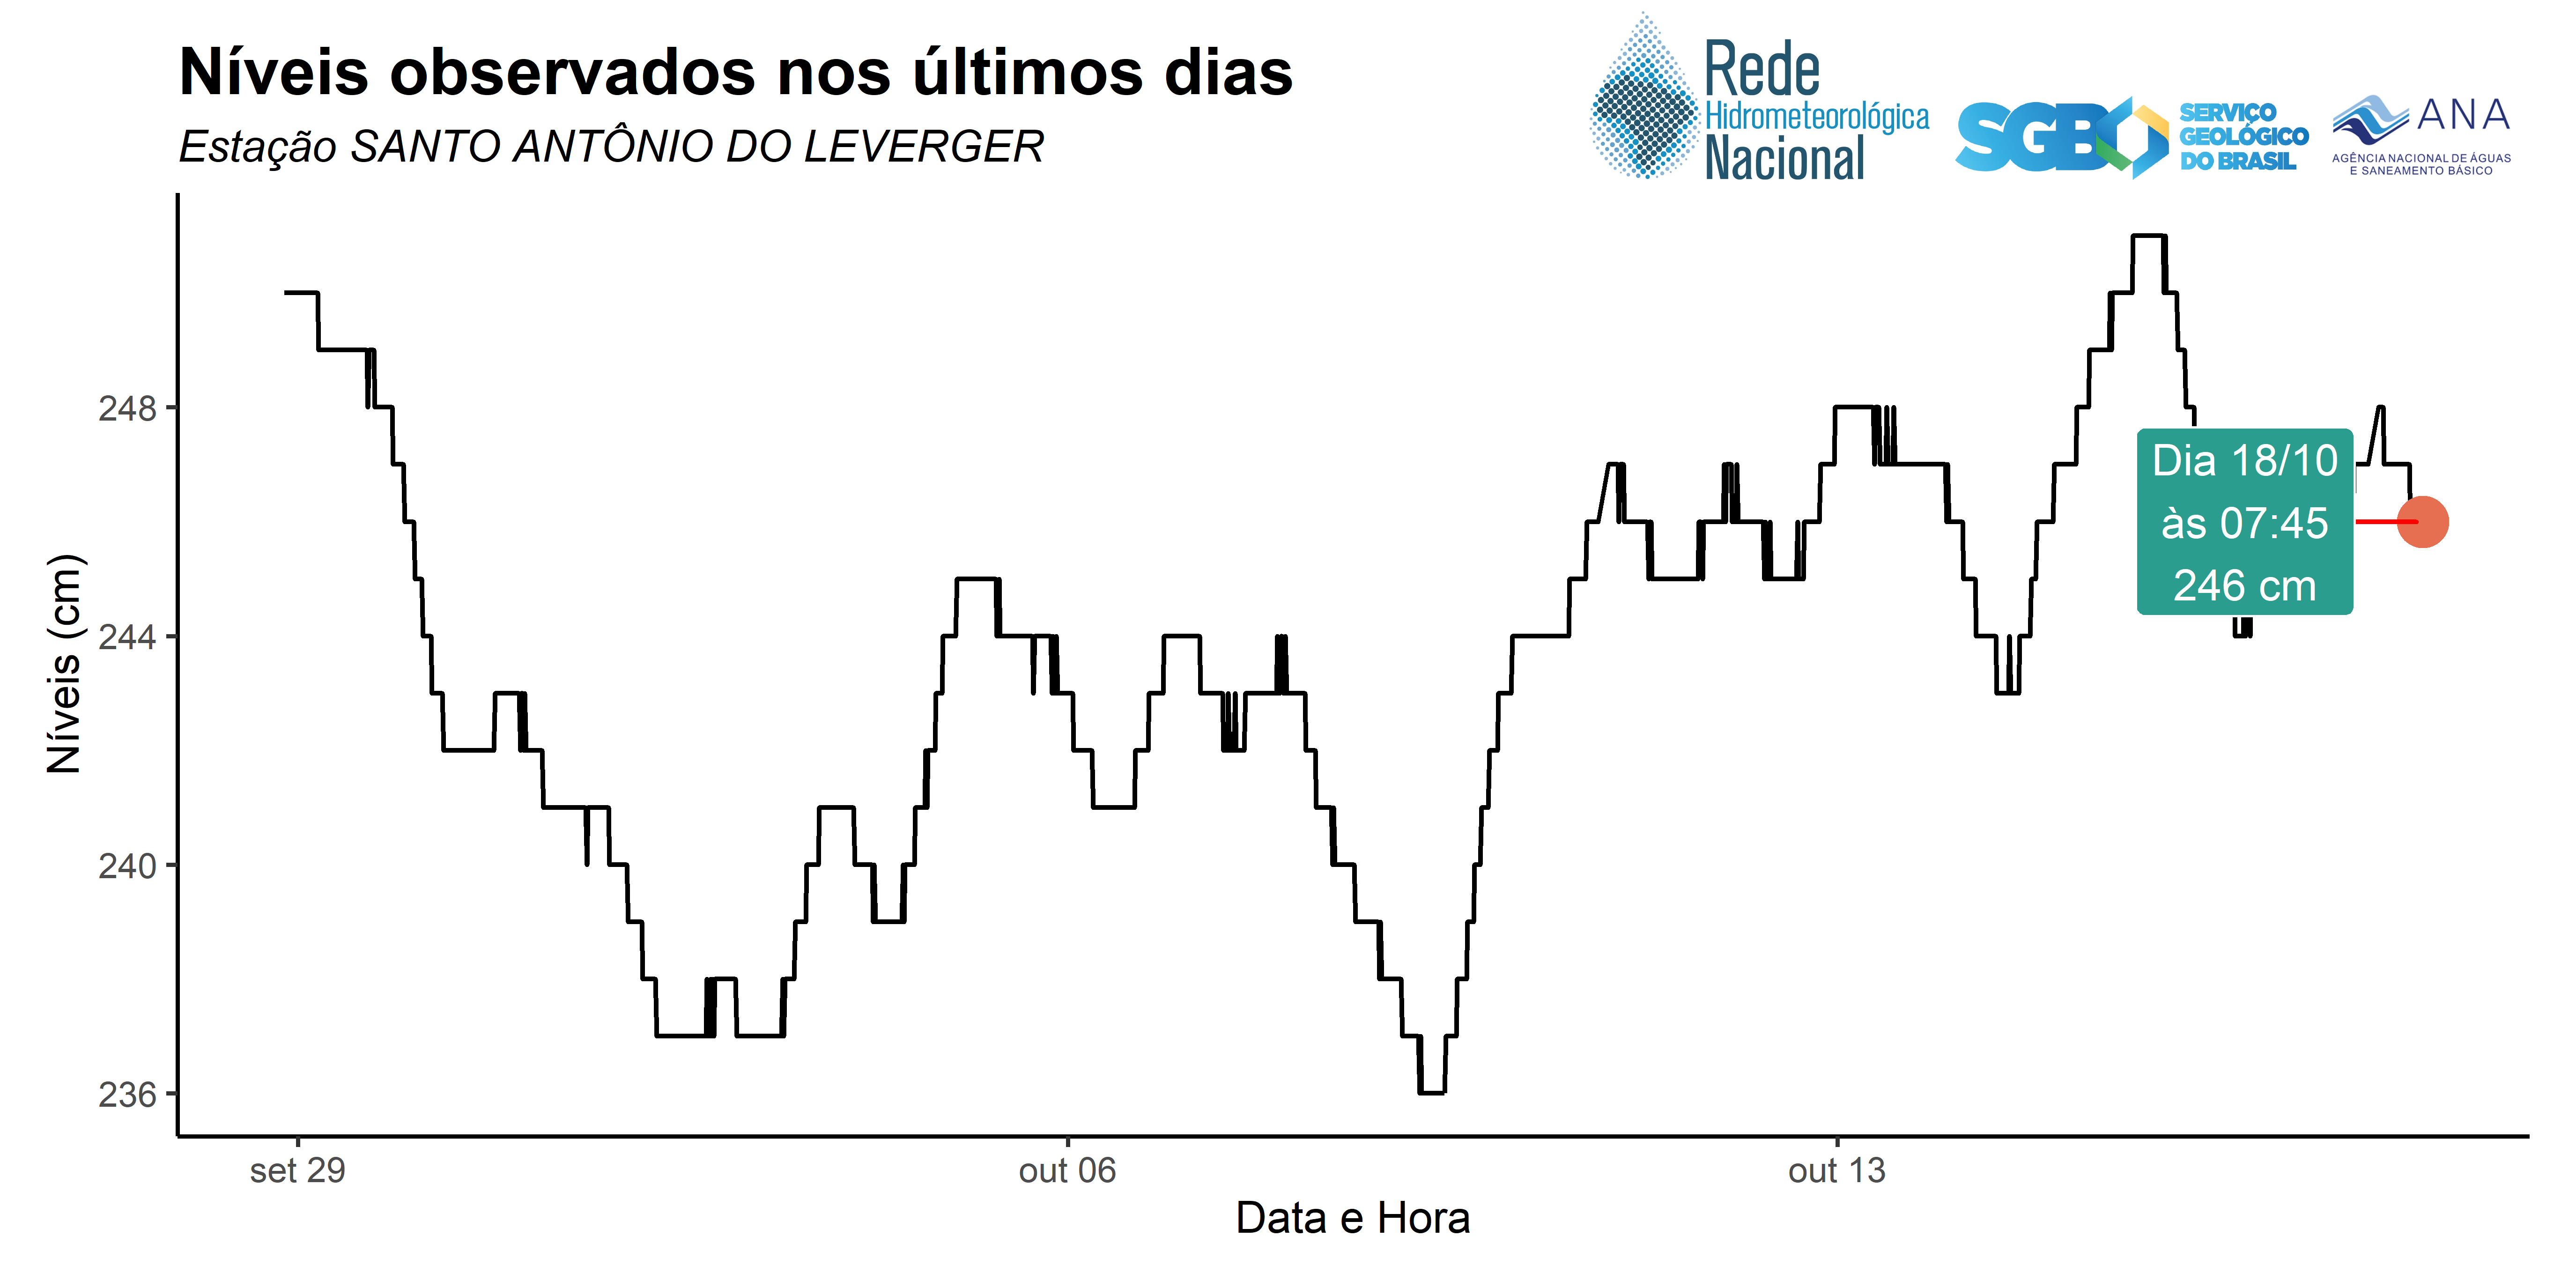 Níveis observados nos últimos dias
Estação SANTO ANTÔNIO DO LEVERGER
Rede
Hidrometeorológica
Nacional
SGB
SERVIÇO
GEOLÓGICO
DO BRASIL
ANA
AGÊNCIA NACIONAL DE ÁGUAS
E SANEAMENTO BÁSICO
Níveis (cm)
248
244
240
236
Dia 18/10
às 07:45
246 cm
set 29
out 06
out 13
Data e Hora